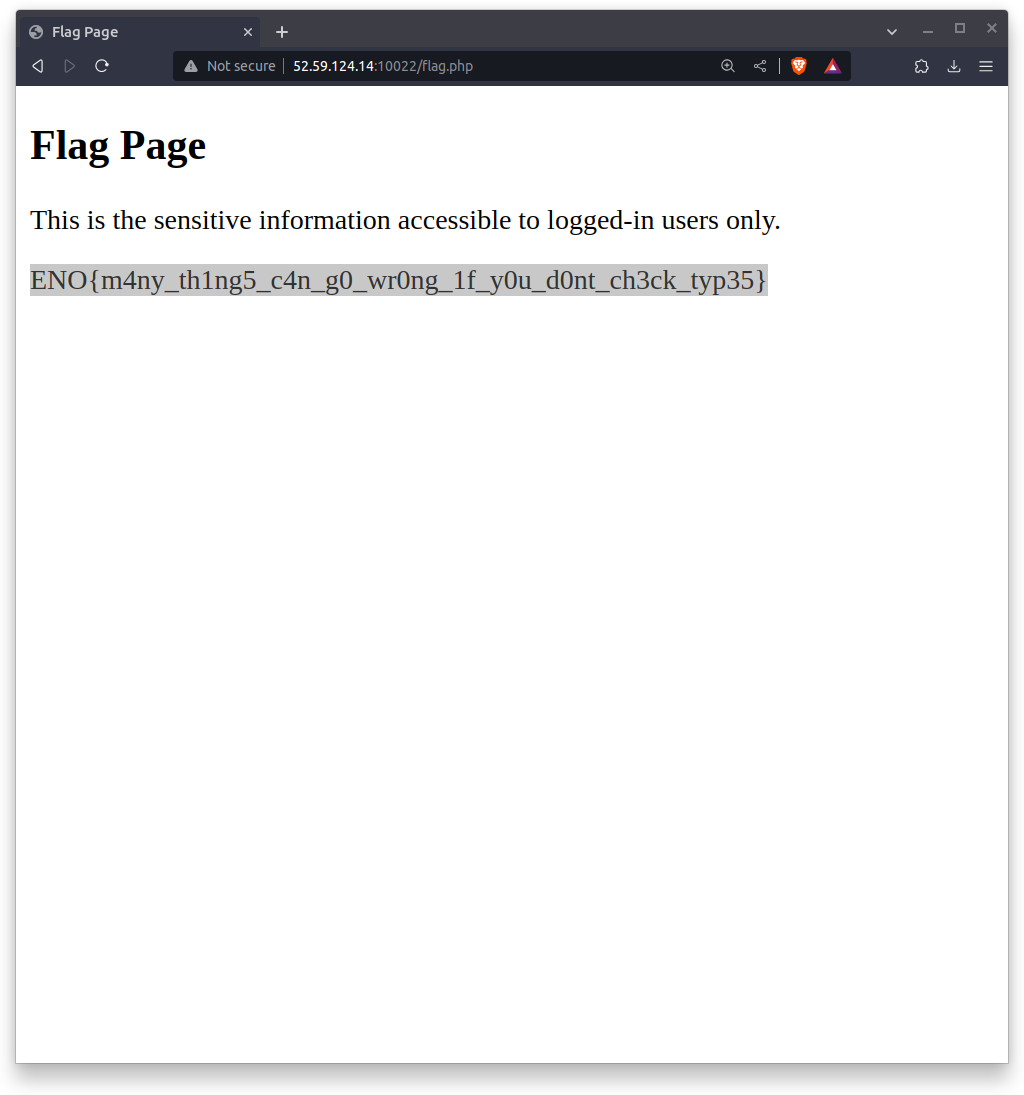 Flag Page
Not secure 52.59.124.14:10022/flag.php
Flag Page
This is the sensitive information accessible to logged-in users only.
ENO{m4ny_th1ng5_c4n_g0_wr0ng_1f_y0u_d0nt_ch3ck_typ35}